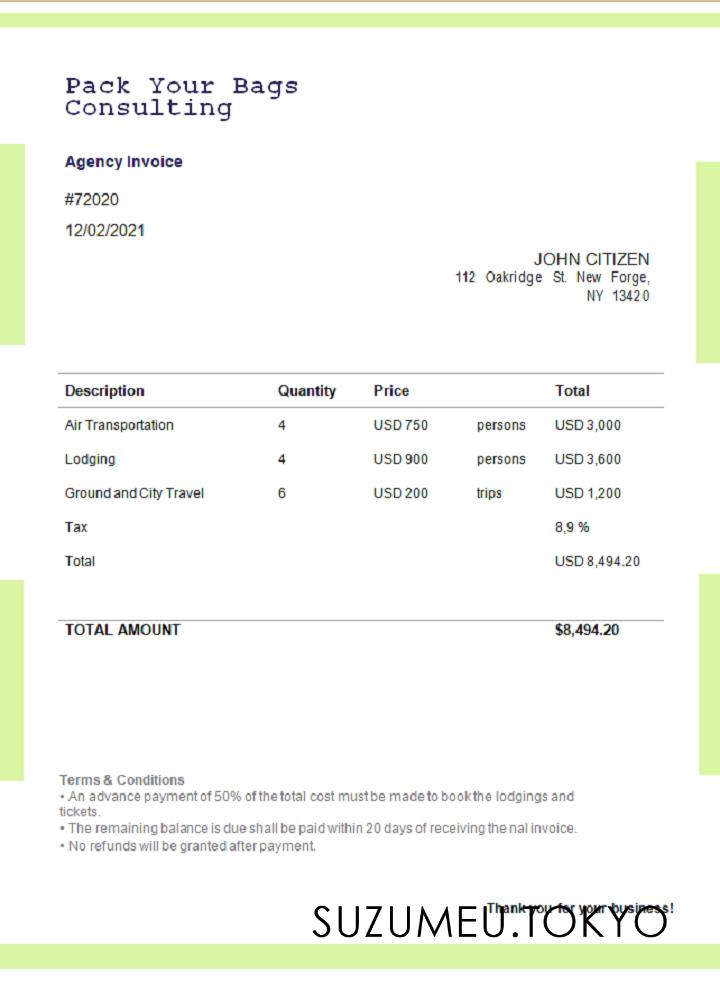 Pack Your Bags
Consulting
Agency Invoice
#72020
12/02/2021
JOHN CITIZEN
112 Oakridge St. New Forge,
NY 13420
Description Quantity Price Total
Air Transportation 4 USD 750 persons USD 3,000
Lodging 4 USD 900 persons USD 3,600
Ground and City Travel 6 USD 200 trips USD 1,200
Tax 8,9 %
Total USD 8,494.20
TOTAL AMOUNT $8,494.20
Terms & Conditions
• An advance payment of 50% of the total cost must be made to book the lodgings and
tickets.
• The remaining balance is due shall be paid within 20 days of receiving the nal invoice.
• No refunds will be granted after payment.
Thank you for your business!
SUZUMEU.TOKYO